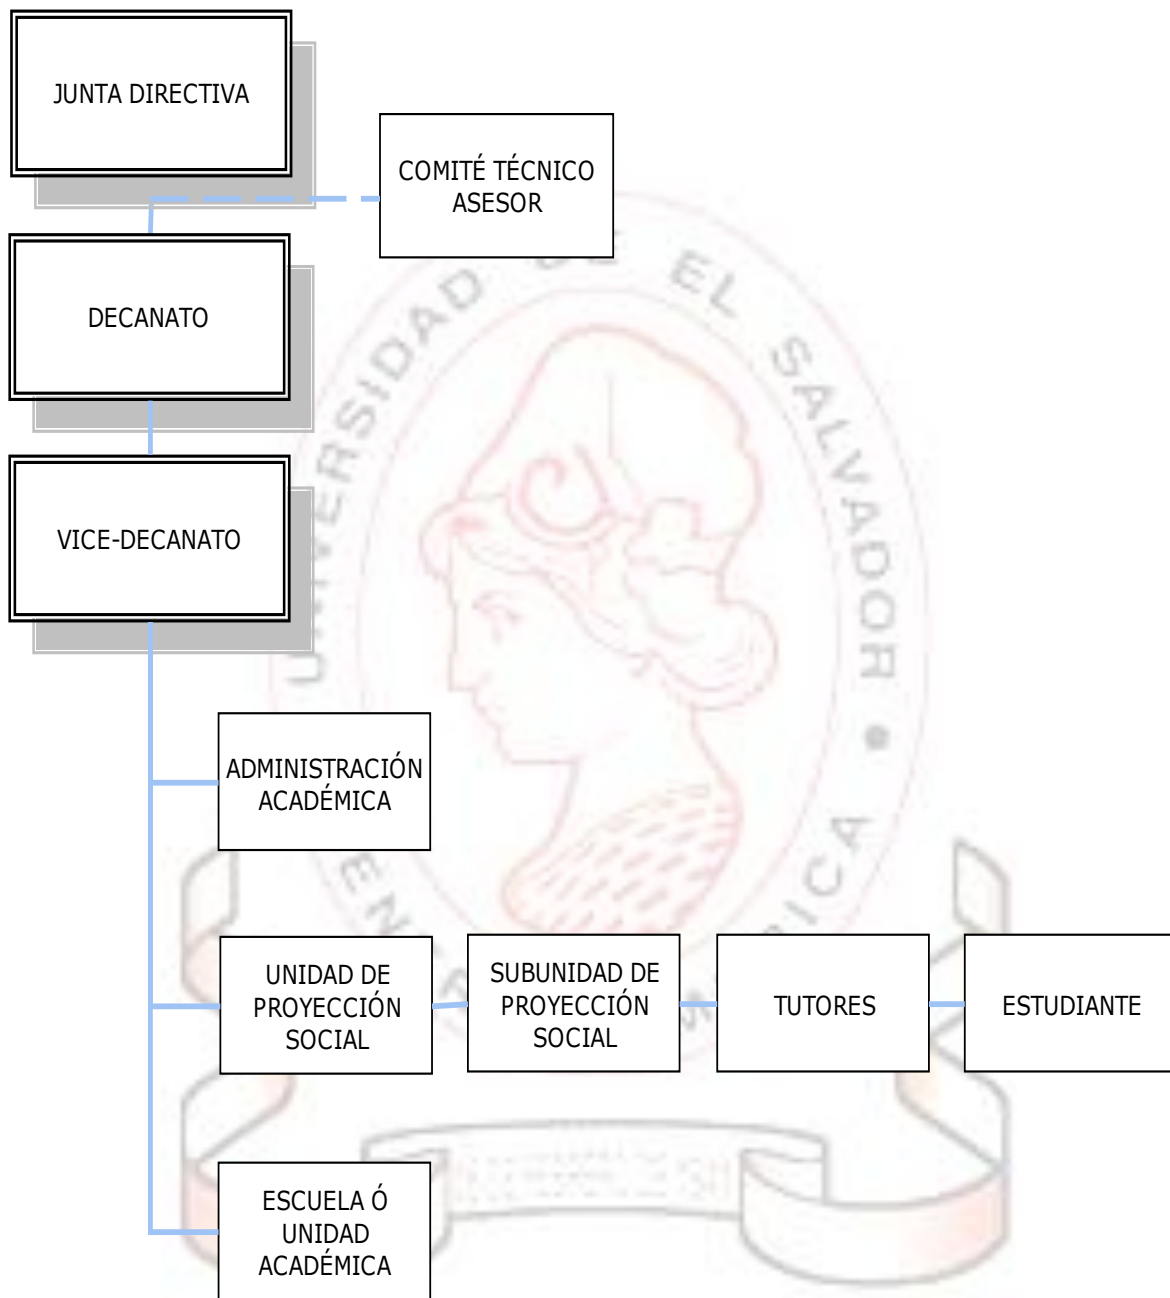 JUNTA DIRECTIVA
COMITÉ TÉCNICO
ASESOR
DECANATO
VICE-DECANATO
ADMINISTRACIÓN
ACADÉMICA
UNIDAD DE
PROYECCIÓN
SOCIAL
SUBUNIDAD DE
PROYECCIÓN
SOCIAL
TUTORES
ESTUDIANTE
ESCUELA Ó
UNIDAD
ACADÉMICA
UNIVERSIDAD DE EL SALVADOR